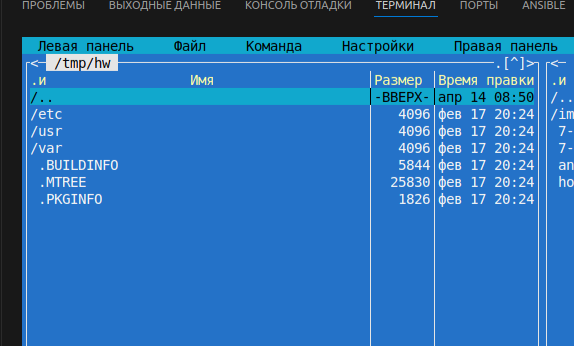 ПРОБЛЕМЫ ВЫХОДНЫЕ ДАННЫЕ КОНСОЛЬ ОТЛАДКИ ТЕРМИНАЛ ПОРТЫ ANSIBLE
Левая панель Файл Команда Настройки Правая панель
<─ /tmp/hw .[^]> <─
.и Имя Размер Время правки .и
/.. -ВВЕРХ- апр 14 08:50 /..
/etc 4096 фев 17 20:24 /im
/usr 4096 фев 17 20:24 7-
/var 4096 фев 17 20:24 7-
.BUILDINFO 5844 фев 17 20:24 an
.MTREE 25830 фев 17 20:24 ho
.PKGINFO 1826 фев 17 20:24